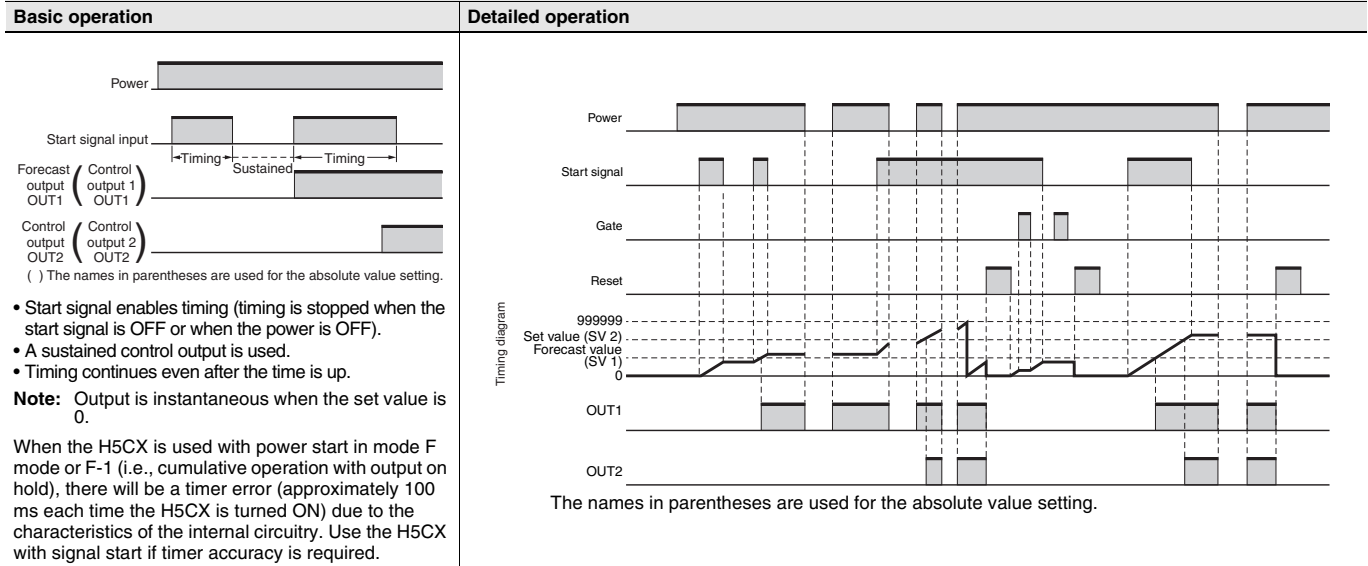 Basic operation
Detailed operation
Power
Start signal input
Timing
Sustained
Timing
Forecast output OUT1 ( Control output 1 OUT1 )
Control output OUT2 ( Control output 2 OUT2 )
( ) The names in parentheses are used for the absolute value setting.
• Start signal enables timing (timing is stopped when the
start signal is OFF or when the power is OFF).
• A sustained control output is used.
• Timing continues even after the time is up.
Note: Output is instantaneous when the set value is
0.
When the H5CX is used with power start in mode F
mode or F-1 (i.e., cumulative operation with output on
hold), there will be a timer error (approximately 100
ms each time the H5CX is turned ON) due to the
characteristics of the internal circuitry. Use the H5CX
with signal start if timer accuracy is required.
Timing diagram
Power
Start signal
Gate
Reset
999999
Set value (SV 2)
Forecast value
(SV 1)
0
OUT1
OUT2
The names in parentheses are used for the absolute value setting.